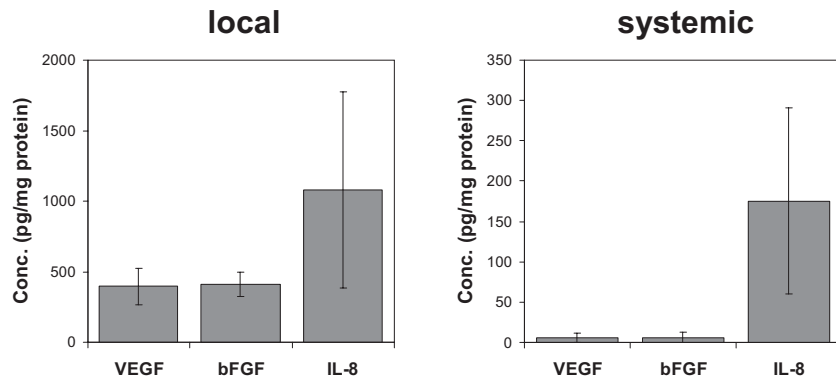 local
systemic
Conc. (pg/mg protein)
2000
1500
1000
500
0
VEGF bFGF IL-8
Conc. (pg/mg protein)
350
300
250
200
150
100
50
0
VEGF bFGF IL-8